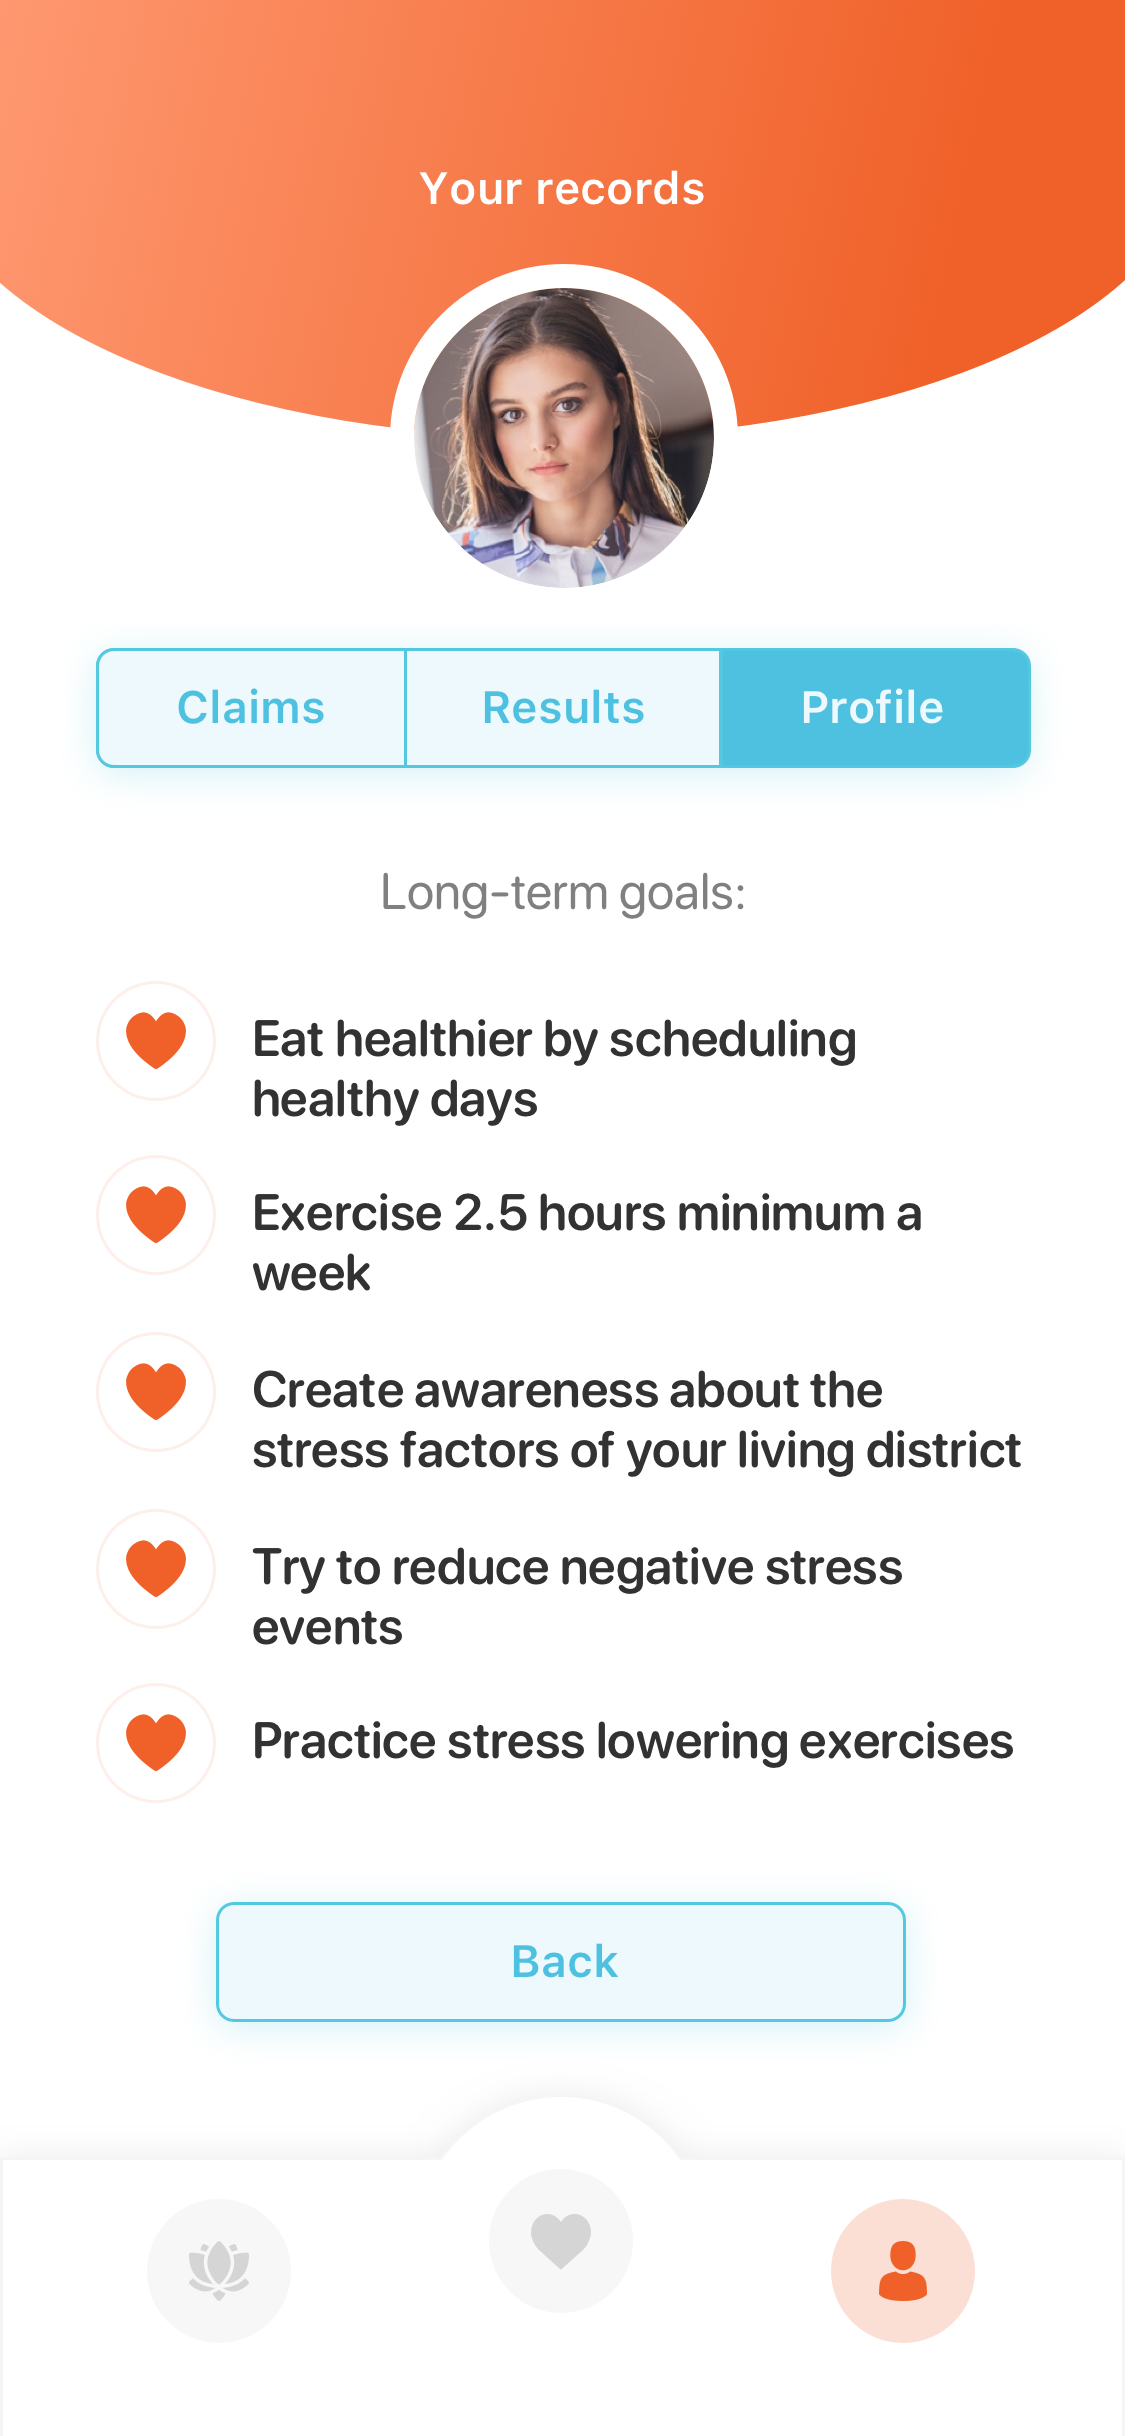 Your records
Claims
Results
Profile
Long-term goals:
Eat healthier by scheduling
healthy days
Exercise 2.5 hours minimum a
week
Create awareness about the
stress factors of your living district
Try to reduce negative stress
events
Practice stress lowering exercises
Back